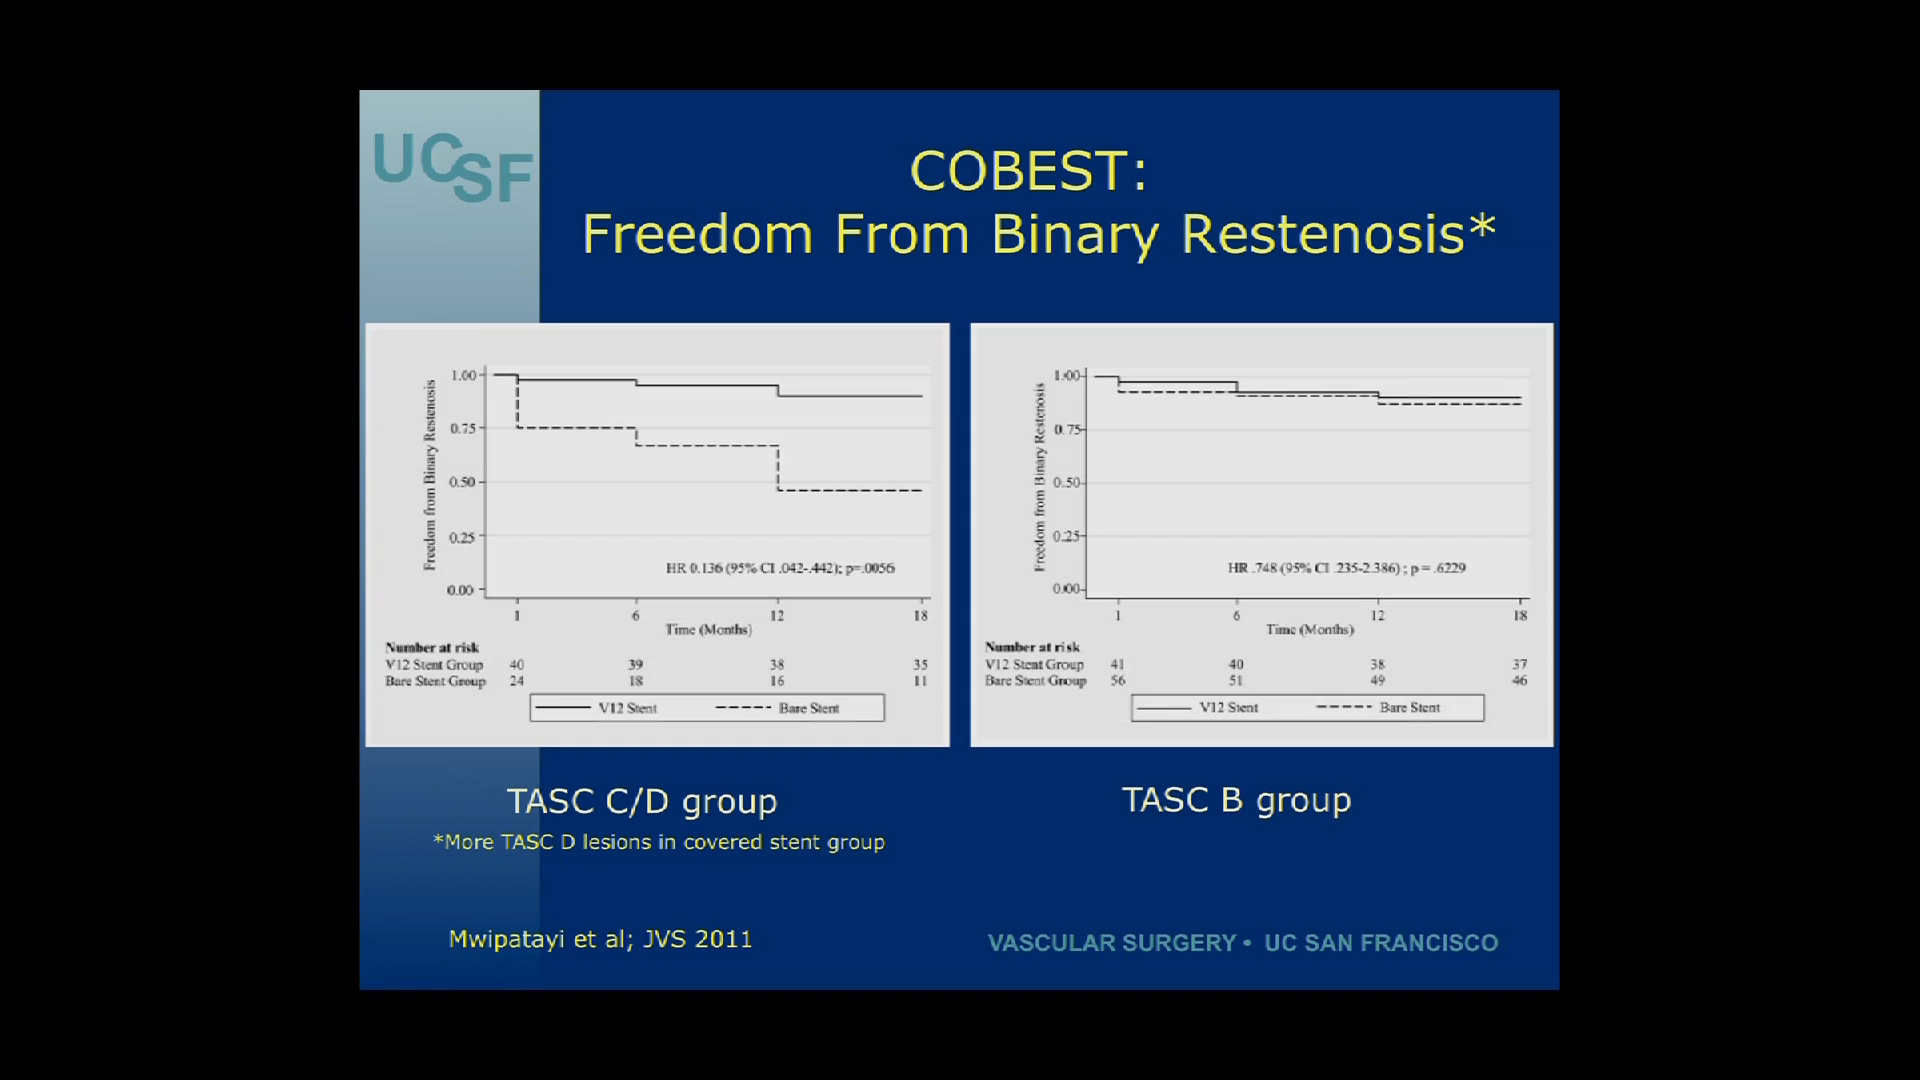 UCSF
COBEST:
Freedom From Binary Restenosis*
Freedom from Binary Restenosis
1.00
0.75
0.50
0.25
0.00
HR 0.136 (95% CI .042-.442); p=.0056
1 6 12 18
Time (Months)
Number at risk
V12 Stent Group 40 39 38 35
Bare Stent Group 24 18 16 11
V12 Stent Bare Stent
Freedom from Binary Restenosis
1.00
0.75
0.50
0.25
0.00
HR .748 (95% CI .235-2.386) ; p = .6229
1 6 12 18
Time (Months)
Number at risk
V12 Stent Group 41 40 38 37
Bare Stent Group 56 51 49 46
V12 Stent Bare Stent
TASC C/D group
*More TASC D lesions in covered stent group
TASC B group
Mwipatayi et al; JVS 2011
VASCULAR SURGERY • UC SAN FRANCISCO